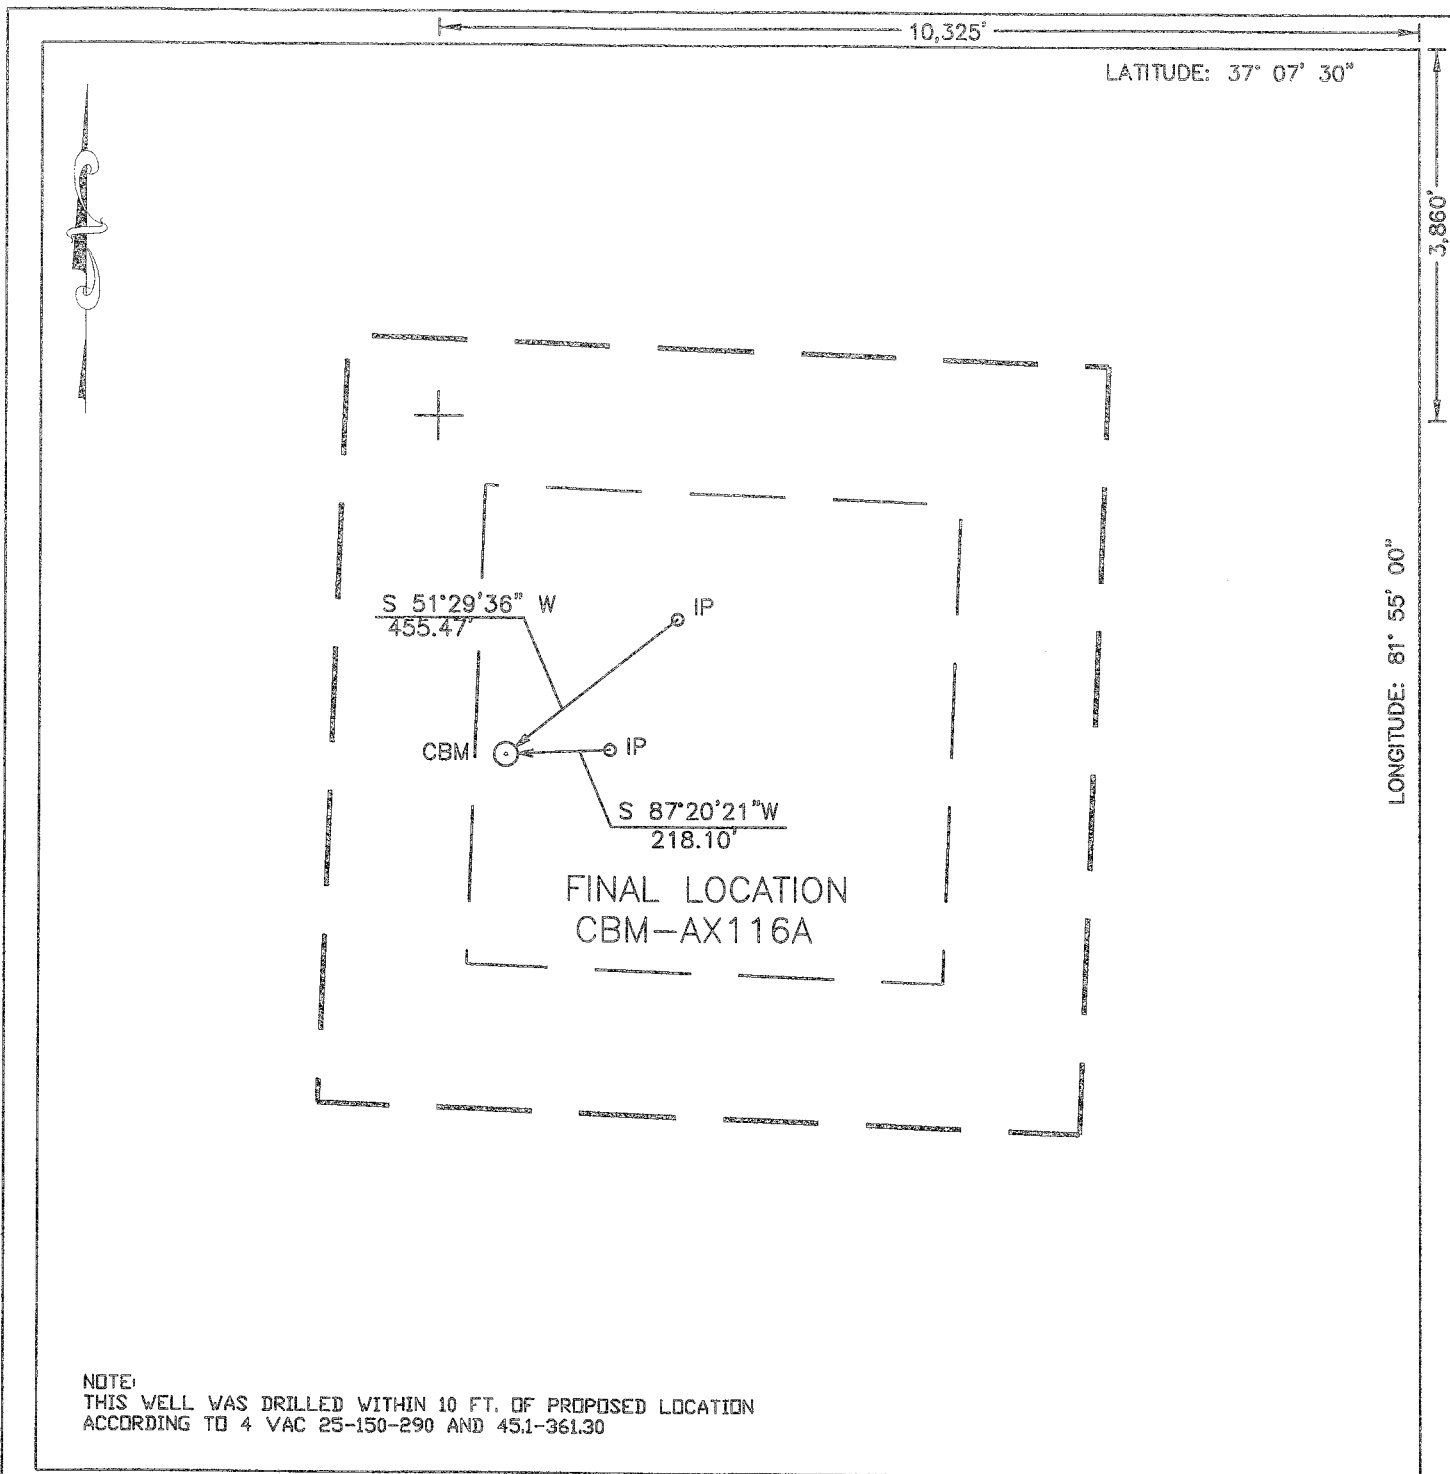 10,325'
LATITUDE: 37° 07' 30"
3,860'
LONGITUDE: 81° 55' 00"
S 51°29'36" W
455.47'
IP
CBM
IP
S 87°20'21"W
218.10'
FINAL LOCATION
CBM-AX116A
NOTE:
THIS WELL WAS DRILLED WITHIN 10 FT. OF PROPOSED LOCATION
ACCORDING TO 4 VAC 25-150-290 AND 45.1-361.30